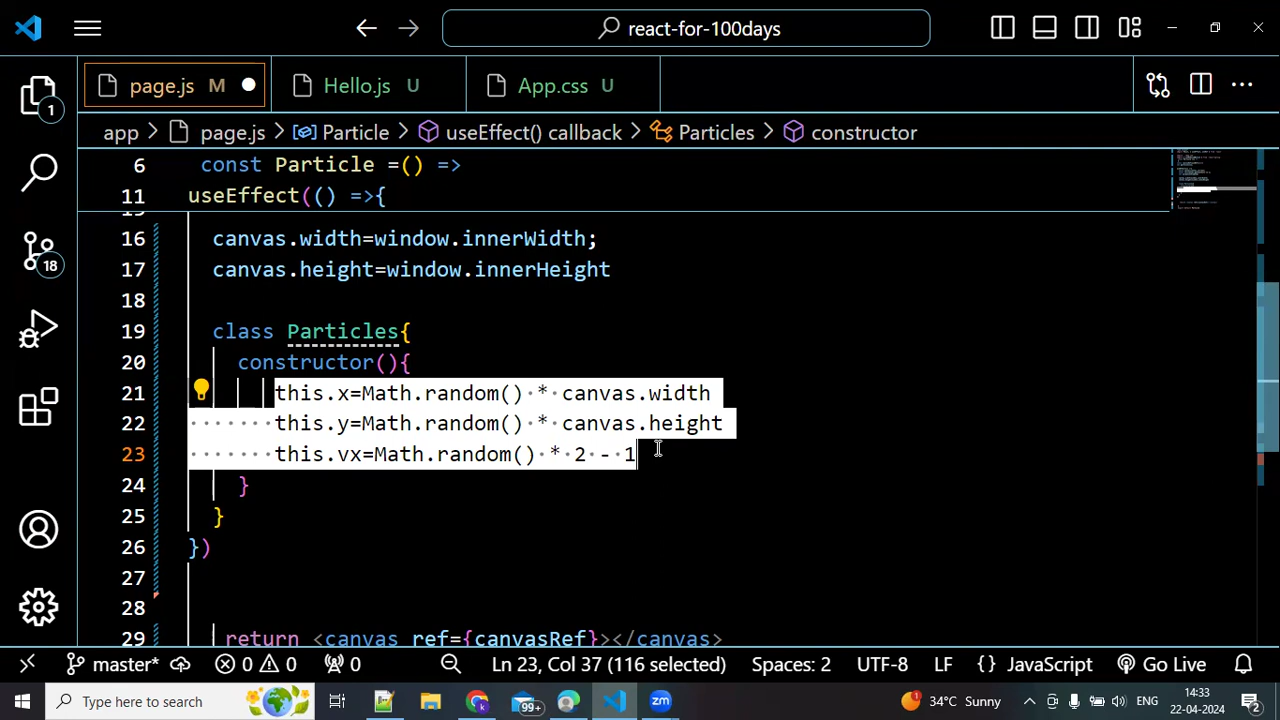 react-for-100days
page.js M
Hello.js U
App.css U
app > page.js > Particle > useEffect() callback > Particles > constructor
6 const Particle =() =>
11 useEffect(() =>{
16 canvas.width=window.innerWidth;
17 canvas.height=window.innerHeight
18
19 class Particles{
20 constructor(){
21 this.x=Math.random() * canvas.width
22 this.y=Math.random() * canvas.height
23 this.vx=Math.random() * 2 - 1
24 }
25 }
26 })
27
28
29 return <canvas ref={canvasRef}></canvas>
1
18
master* 0 0 0 Ln 23, Col 37 (116 selected) Spaces: 2 UTF-8 LF {} JavaScript Go Live
Type here to search 99+ zm 34°C Sunny ENG 14:33
22-04-2024 2